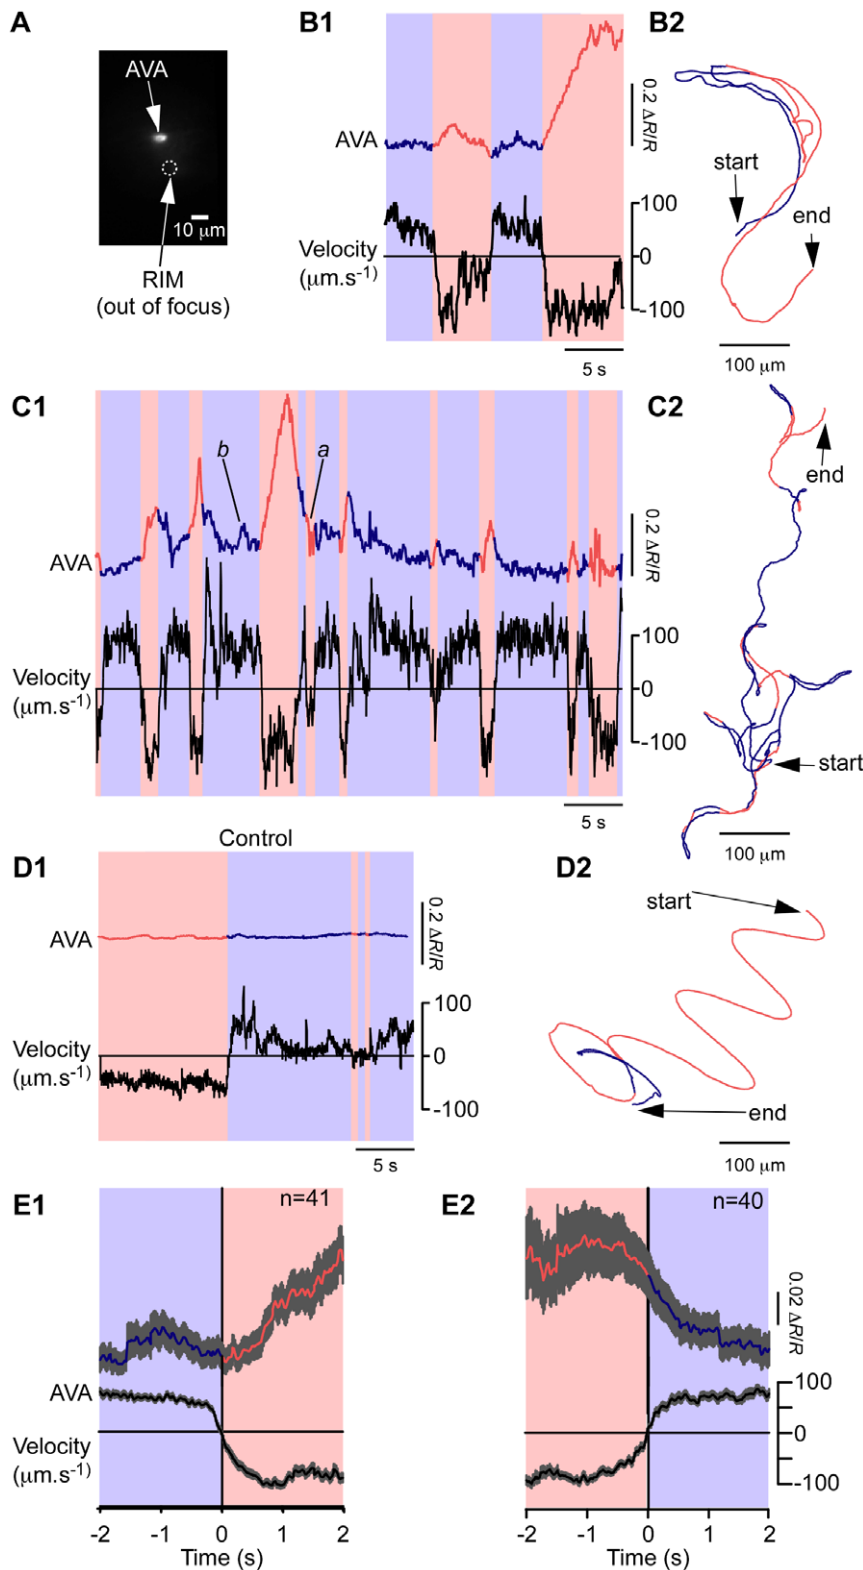 A
AVA
10 μm
RIM
(out of focus)
B1
AVA
0.2 ΔR/R
Velocity
(μm.s-1)
100
0
-100
5 s
B2
start
end
100 μm
C1
b
a
AVA
0.2 ΔR/R
Velocity
(μm.s-1)
100
0
-100
5 s
C2
end
start
100 μm
Control
D1
AVA
0.2 ΔR/R
Velocity
(μm.s-1)
100
0
-100
5 s
D2
start
end
100 μm
E1
n=41
AVA
Velocity
(μm.s-1)
-2 -1 0 1 2
Time (s)
E2
n=40
0.02 ΔR/R
100
0
-100
-2 -1 0 1 2
Time (s)